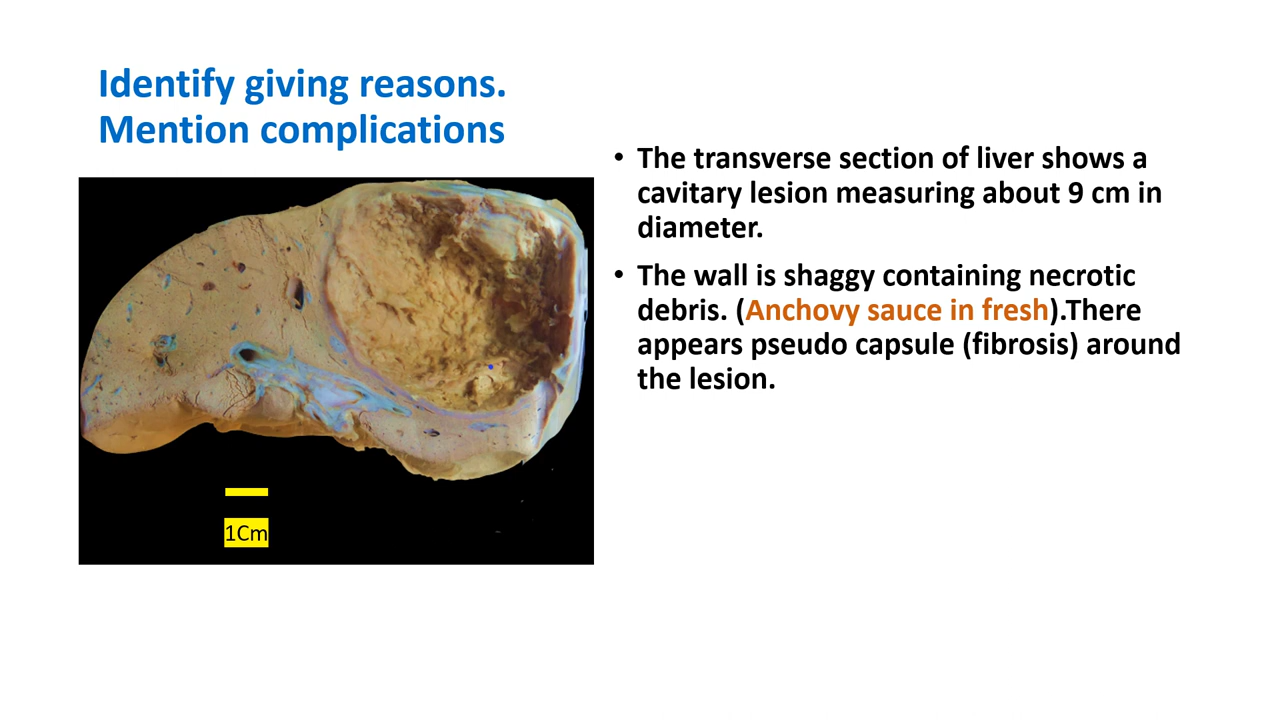 Identify giving reasons.
Mention complications
• The transverse section of liver shows a
cavitary lesion measuring about 9 cm in
diameter.
• The wall is shaggy containing necrotic
debris. (Anchovy sauce in fresh).There
appears pseudo capsule (fibrosis) around
the lesion.
1Cm